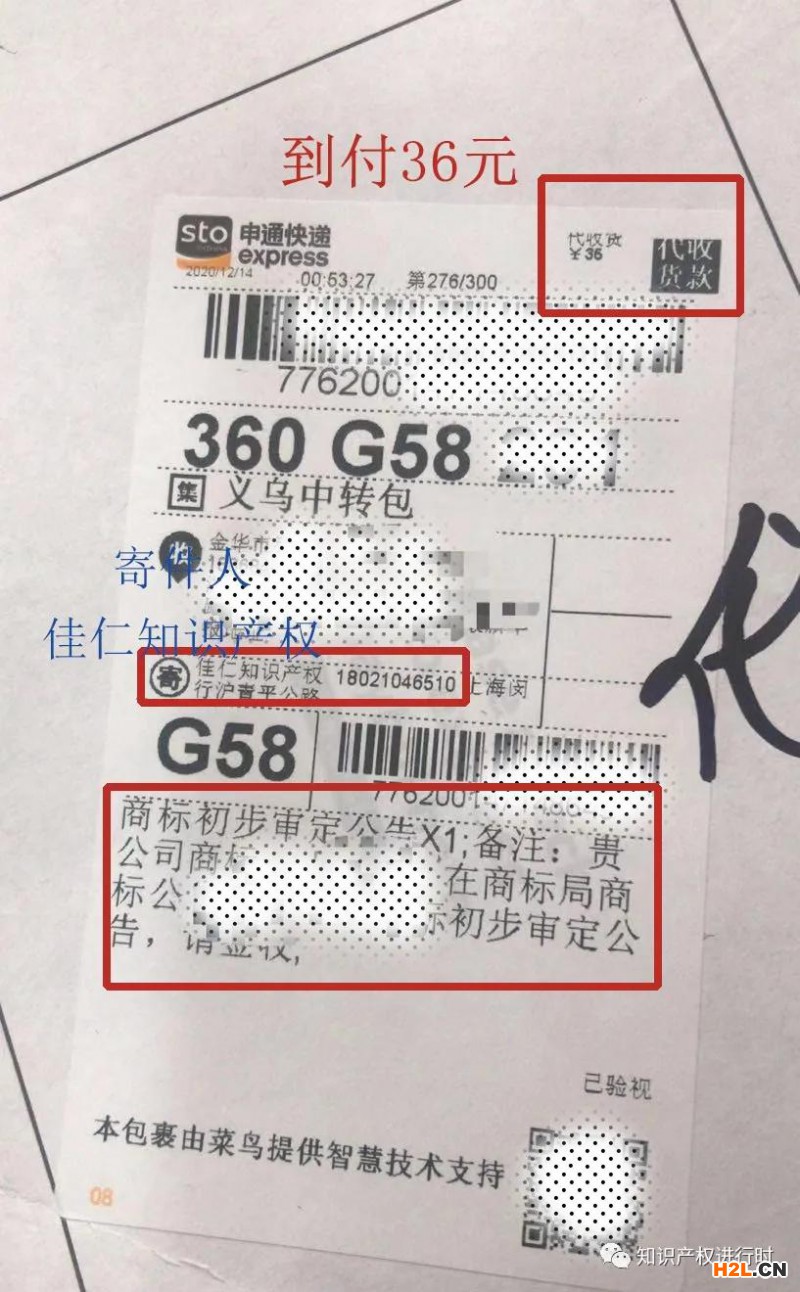 到付36元
sto 申通快递
express
代收货
¥36
代收
货款
2020/12/14 00:53:27 第276/300
776200
360 G58
集 义乌中转包
收 金华市
寄件人
佳仁知识产权
寄 佳仁知识产权 18021046510 上海闵
行沪青平公路
G58
776200
商标初步审定公告X1;备注：贵
公司商标
在商标局商
标公
标初步审定公
告，请签收,
代
已验视
本包裹由菜鸟提供智慧技术支持
08
知识产权进行时
H2L.CN